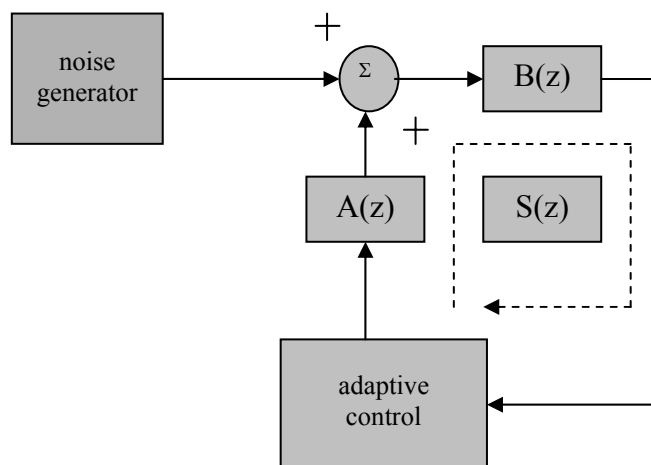 +
noise
generator
Σ
B(z)
+
A(z)
S(z)
adaptive
control